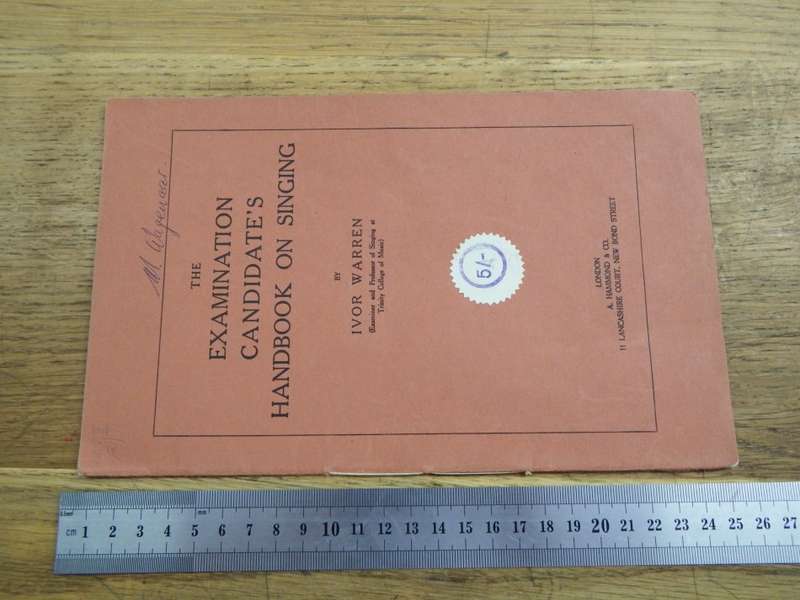 THE
EXAMINATION
CANDIDATE'S
HANDBOOK ON SINGING
BY
IVOR WARREN
(Examiner and Professor of Singing at
Trinity College of Music)
5/-
LONDON
A. HAMMOND & CO.
11 LANCASHIRE COURT, NEW BOND STREET
mm
cm 1 2 3 4 5 6 7 8 9 10 11 12 13 14 15 16 17 18 19 20 21 22 23 24 25 26 27